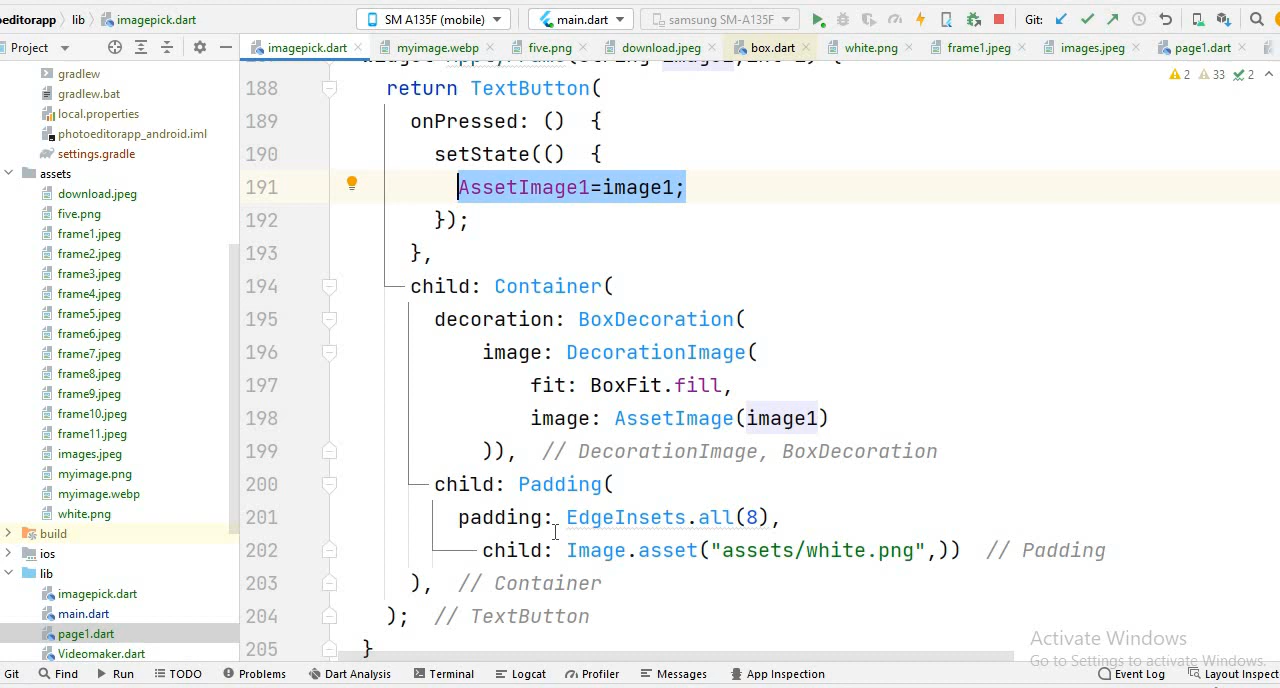 editorapp
lib
imagepick.dart
SM A135F (mobile)
main.dart
samsung SM-A135F
Git:
Project
imagepick.dart
myimage.webp
five.png
download.jpeg
box.dart
white.png
frame1.jpeg
images.jpeg
page1.dart
gradlew
gradlew.bat
local.properties
photoeditorapp_android.iml
settings.gradle
assets
download.jpeg
five.png
frame1.jpeg
frame2.jpeg
frame3.jpeg
frame4.jpeg
frame5.jpeg
frame6.jpeg
frame7.jpeg
frame8.jpeg
frame9.jpeg
frame10.jpeg
frame11.jpeg
images.jpeg
myimage.png
myimage.webp
white.png
build
ios
lib
imagepick.dart
main.dart
page1.dart
Videomaker.dart
2 33 2
188 return TextButton(
189 onPressed: () {
190 setState(() {
191 AssetImage1=image1;
192 });
193 },
194 child: Container(
195 decoration: BoxDecoration(
196 image: DecorationImage(
197 fit: BoxFit.fill,
198 image: AssetImage(image1)
199 )), // DecorationImage, BoxDecoration
200 child: Padding(
201 padding: EdgeInsets.all(8),
202 child: Image.asset("assets/white.png",)) // Padding
203 ), // Container
204 ); // TextButton
205 }
Activate Windows
Go to Settings to activate Windows.
Git
Find
Run
TODO
Problems
Dart Analysis
Terminal
Logcat
Profiler
Messages
App Inspection
Event Log
Layout Inspect